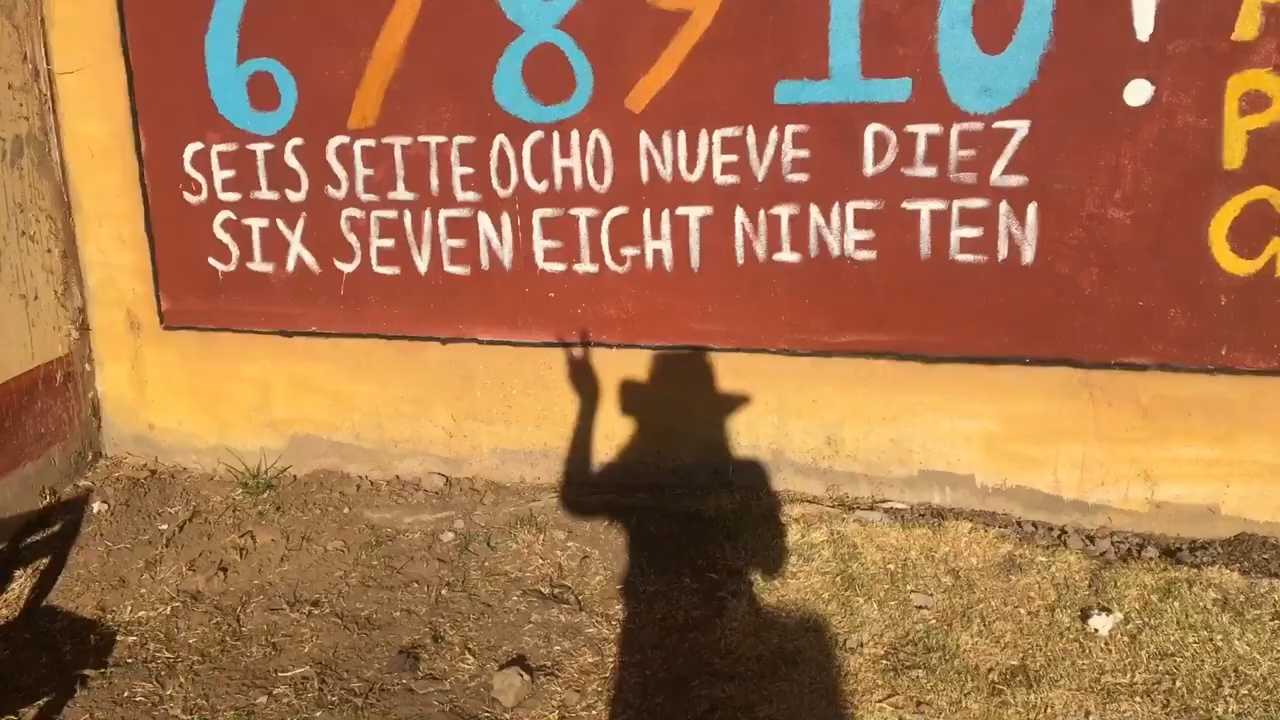 6 7 8 9 10 !
SEIS SEITE OCHO NUEVE DIEZ
SIX SEVEN EIGHT NINE TEN
P